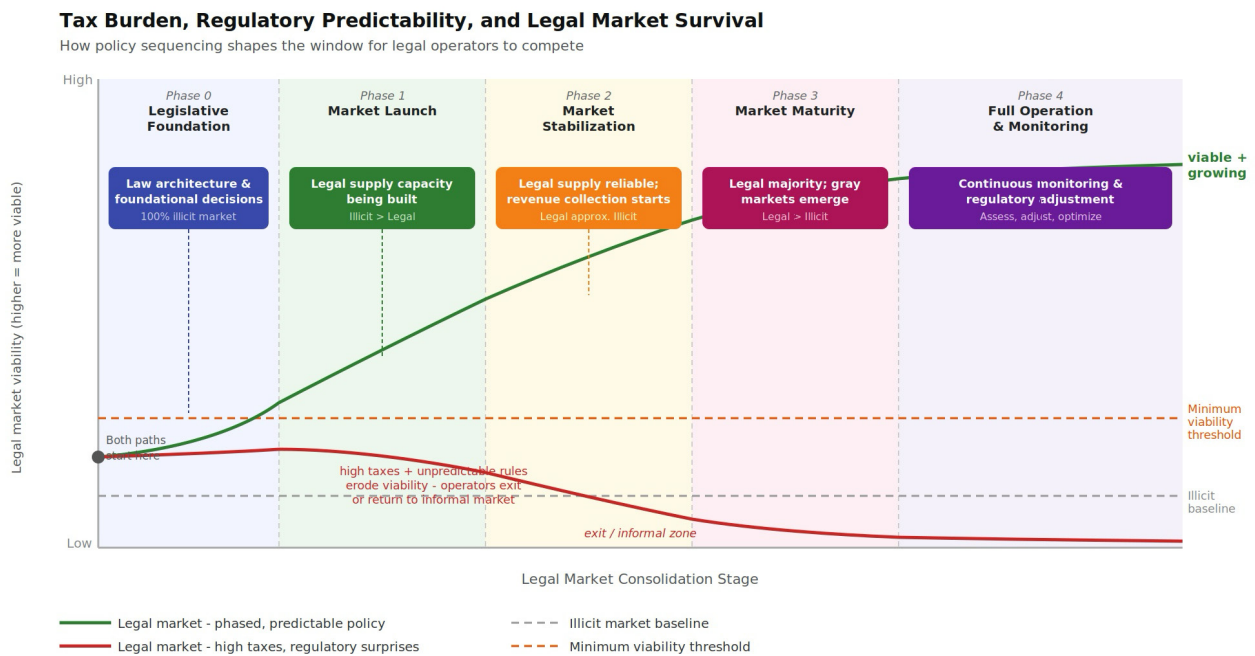 Tax Burden, Regulatory Predictability, and Legal Market Survival
How policy sequencing shapes the window for legal operators to compete
High
Phase 0
Legislative
Foundation
Phase 1
Market Launch
Phase 2
Market
Stabilization
Phase 3
Market Maturity
Phase 4
Full Operation
& Monitoring
Law architecture &
foundational decisions
100% illicit market
Legal supply capacity
being built
Illicit > Legal
Legal supply reliable;
revenue collection starts
Legal approx. Illicit
Legal majority; gray
markets emerge
Legal > Illicit
Continuous monitoring &
regulatory adjustment
Assess, adjust, optimize
viable +
growing
Legal market viability (higher = more viable)
Minimum
viability
threshold
Both paths
start here
high taxes + unpredictable rules
erode viability - operators exit
or return to informal market
Illicit
baseline
exit / informal zone
Low
Legal Market Consolidation Stage
Legal market - phased, predictable policy
Illicit market baseline
Legal market - high taxes, regulatory surprises
Minimum viability threshold